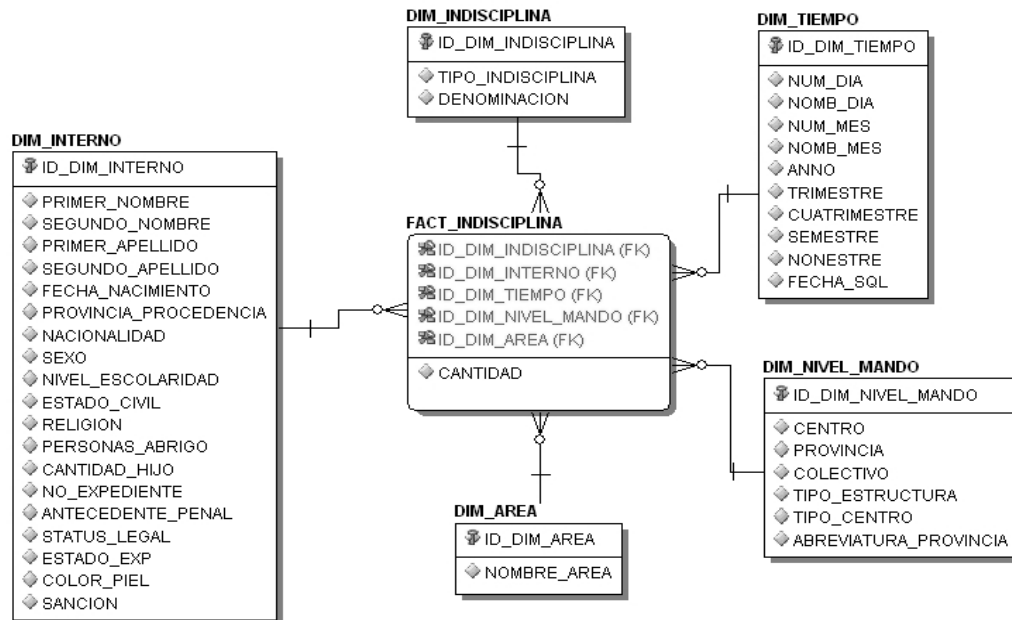 DIM_INDISCIPLINA
ID_DIM_INDISCIPLINA
TIPO_INDISCIPLINA
DENOMINACION
DIM_TIEMPO
ID_DIM_TIEMPO
NUM_DIA
NOMB_DIA
NUM_MES
NOMB_MES
ANNO
TRIMESTRE
CUATRIMESTRE
SEMESTRE
NONESTRE
FECHA_SQL
DIM_INTERNO
ID_DIM_INTERNO
PRIMER_NOMBRE
SEGUNDO_NOMBRE
PRIMER_APELLIDO
SEGUNDO_APELLIDO
FECHA_NACIMIENTO
PROVINCIA_PROCEDENCIA
NACIONALIDAD
SEXO
NIVEL_ESCOLARIDAD
ESTADO_CIVIL
RELIGION
PERSONAS_ABRIGO
CANTIDAD_HIJO
NO_EXPEDIENTE
ANTECEDENTE_PENAL
STATUS_LEGAL
ESTADO_EXP
COLOR_PIEL
SANCION
FACT_INDISCIPLINA
ID_DIM_INDISCIPLINA (FK)
ID_DIM_INTERNO (FK)
ID_DIM_TIEMPO (FK)
ID_DIM_NIVEL_MANDO (FK)
ID_DIM_AREA (FK)
CANTIDAD
DIM_NIVEL_MANDO
ID_DIM_NIVEL_MANDO
CENTRO
PROVINCIA
COLECTIVO
TIPO_ESTRUCTURA
TIPO_CENTRO
ABREVIATURA_PROVINCIA
DIM_AREA
ID_DIM_AREA
NOMBRE_AREA